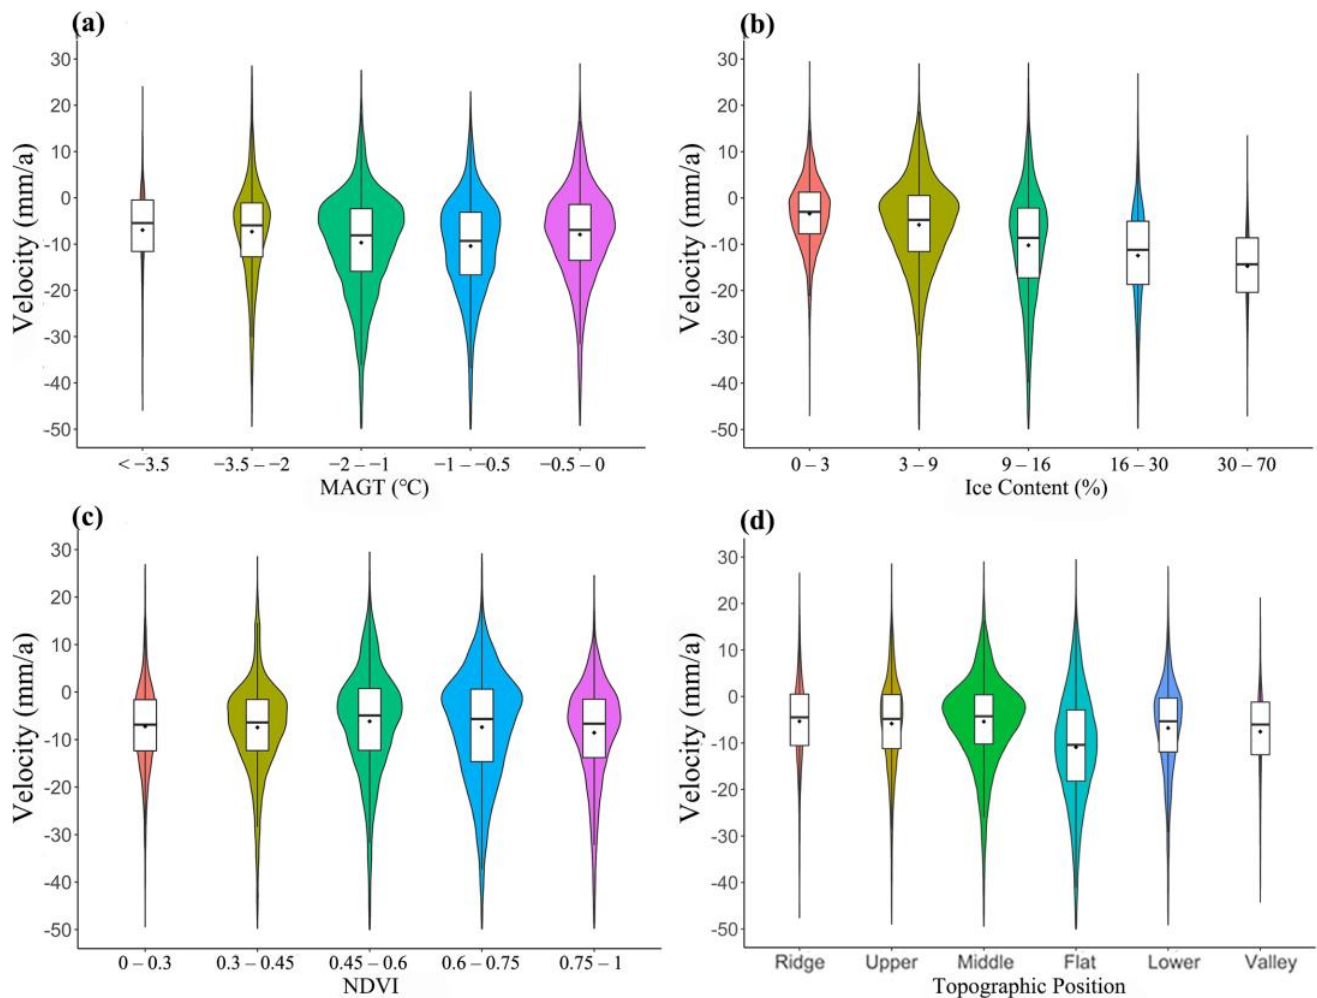 (a)
Velocity (mm/a)
30
20
10
0
-10
-20
-30
-40
-50
< −3.5
−3.5 – −2
−2 – −1
−1 – −0.5
−0.5 – 0
MAGT (℃)
(b)
Velocity (mm/a)
30
20
10
0
-10
-20
-30
-40
-50
0 – 3
3 – 9
9 – 16
16 – 30
30 – 70
Ice Content (%)
(c)
Velocity (mm/a)
30
20
10
0
-10
-20
-30
-40
-50
0 – 0.3
0.3 – 0.45
0.45 – 0.6
0.6 – 0.75
0.75 – 1
NDVI
(d)
Velocity (mm/a)
30
20
10
0
-10
-20
-30
-40
-50
Ridge
Upper
Middle
Flat
Lower
Valley
Topographic Position